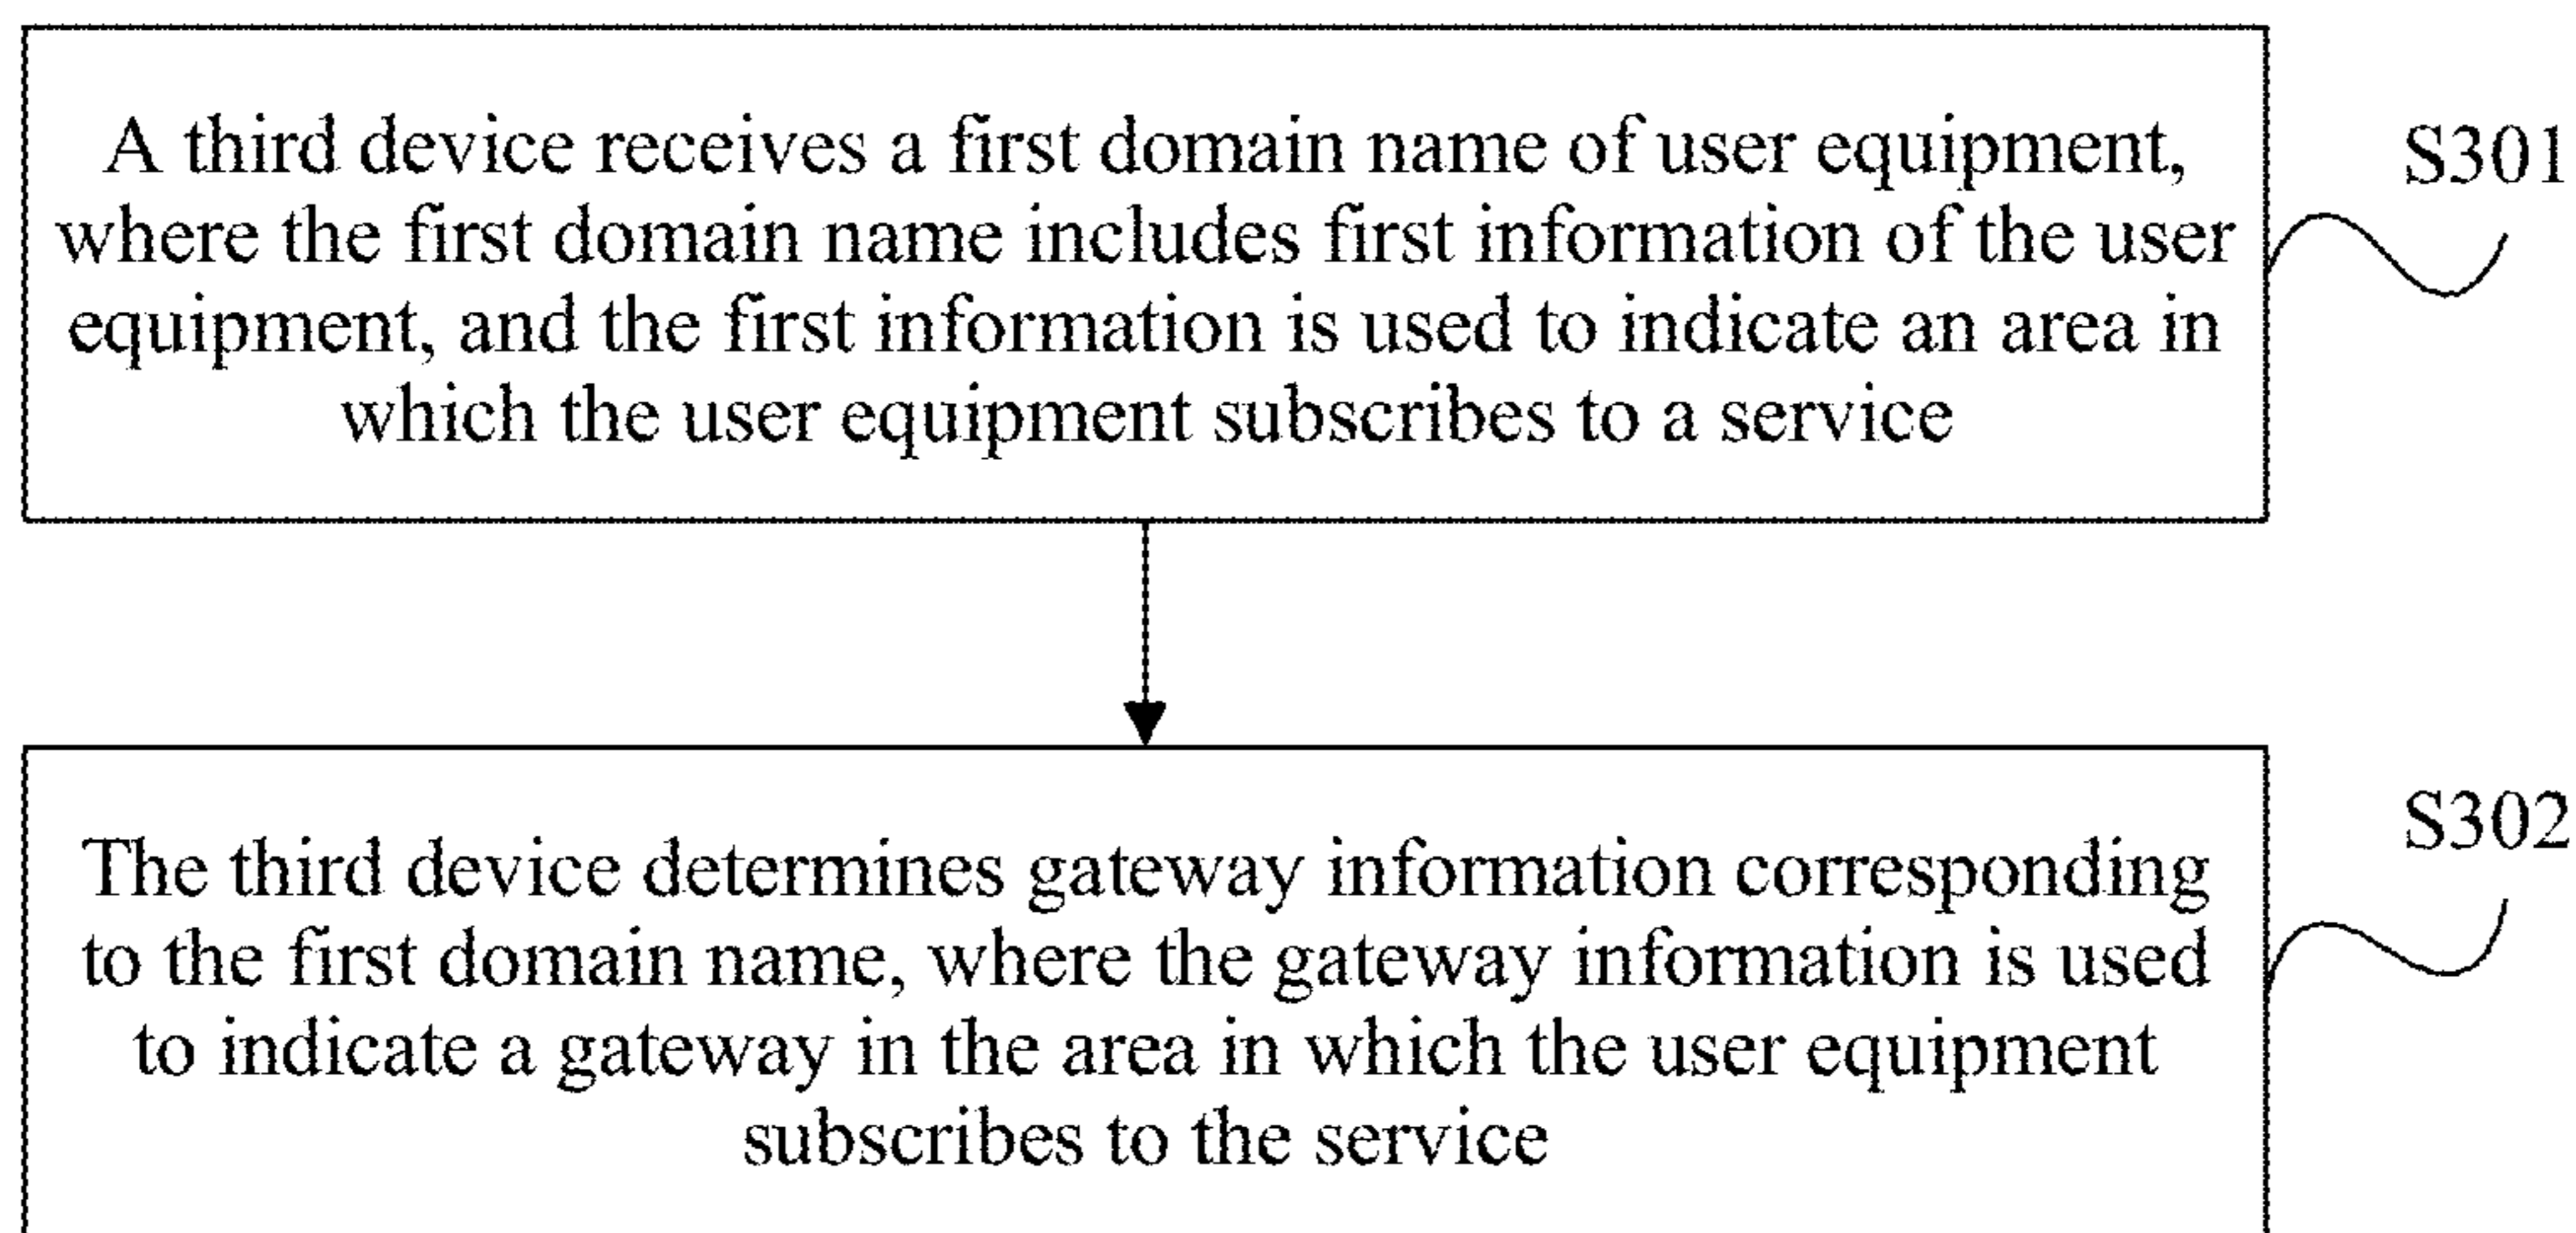 A third device receives a first domain name of user equipment,
where the first domain name includes first information of the user
equipment, and the first information is used to indicate an area in
which the user equipment subscribes to a service
S301
The third device determines gateway information corresponding
to the first domain name, where the gateway information is used
to indicate a gateway in the area in which the user equipment
subscribes to the service
S302